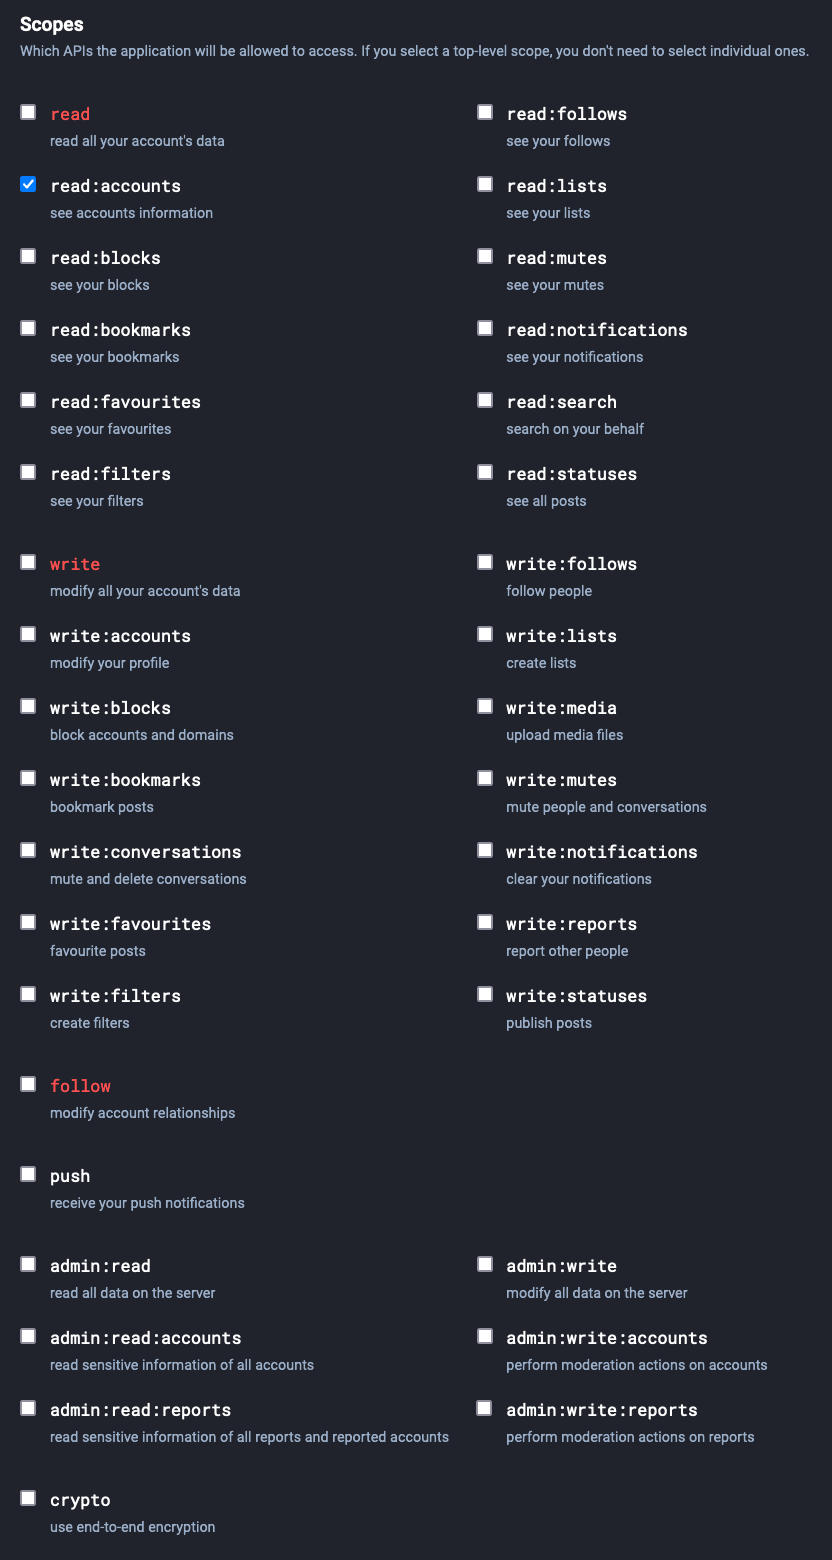 Scopes
Which APIs the application will be allowed to access. If you select a top-level scope, you don't need to select individual ones.
read
read all your account's data
read:accounts
see accounts information
read:blocks
see your blocks
read:bookmarks
see your bookmarks
read:favourites
see your favourites
read:filters
see your filters
read:follows
see your follows
read:lists
see your lists
read:mutes
see your mutes
read:notifications
see your notifications
read:search
search on your behalf
read:statuses
see all posts
write
modify all your account's data
write:accounts
modify your profile
write:blocks
block accounts and domains
write:bookmarks
bookmark posts
write:conversations
mute and delete conversations
write:favourites
favourite posts
write:filters
create filters
write:follows
follow people
write:lists
create lists
write:media
upload media files
write:mutes
mute people and conversations
write:notifications
clear your notifications
write:reports
report other people
write:statuses
publish posts
follow
modify account relationships
push
receive your push notifications
admin:read
read all data on the server
admin:read:accounts
read sensitive information of all accounts
admin:read:reports
read sensitive information of all reports and reported accounts
admin:write
modify all data on the server
admin:write:accounts
perform moderation actions on accounts
admin:write:reports
perform moderation actions on reports
crypto
use end-to-end encryption